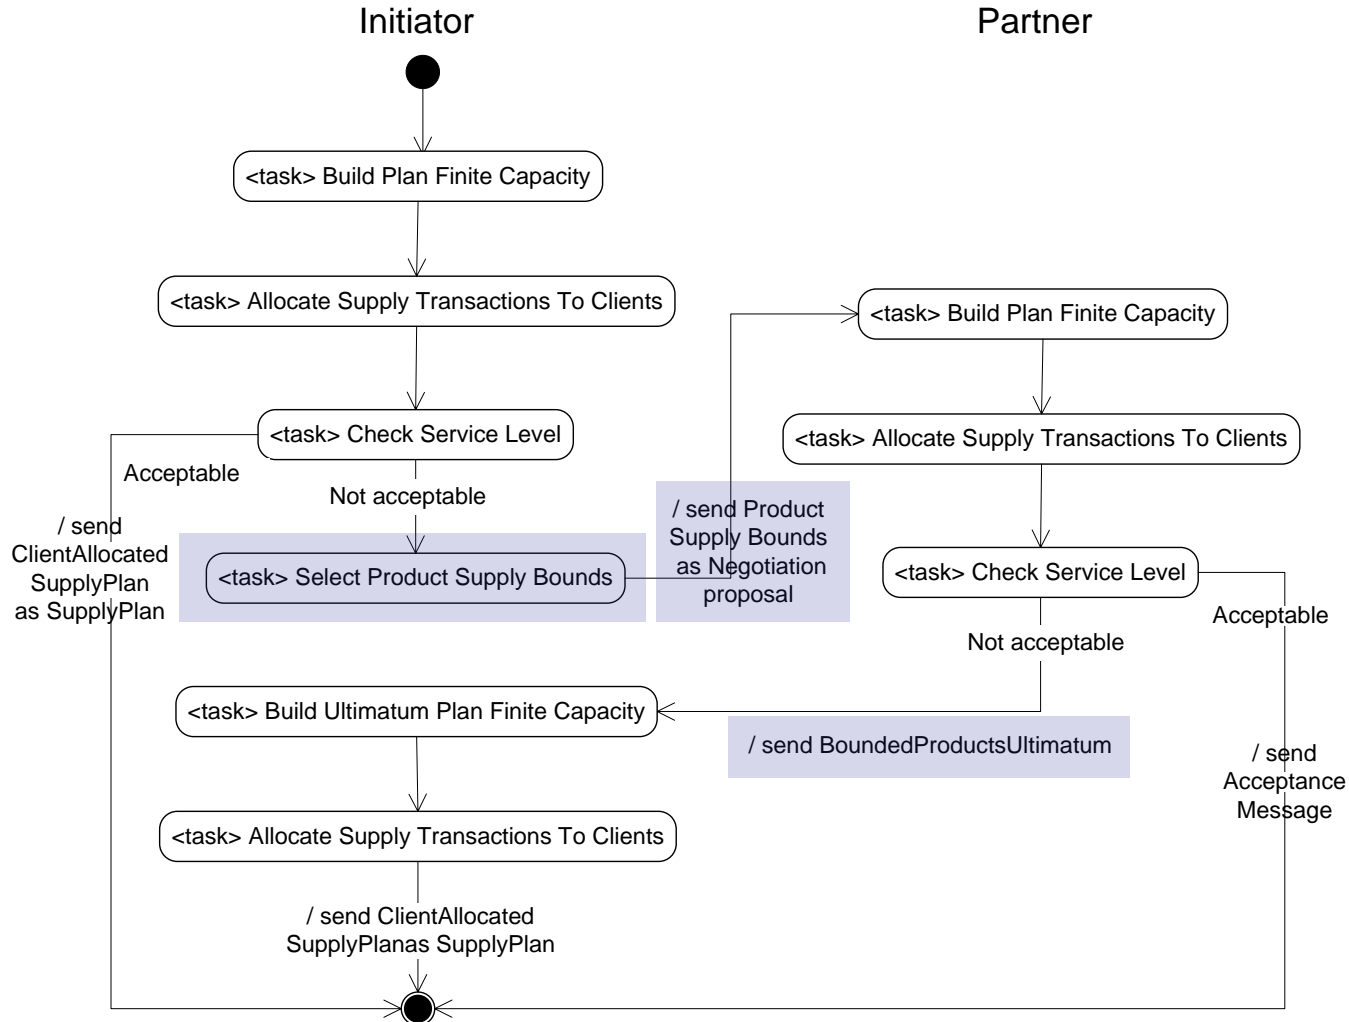 Initiator
Partner
<task> Build Plan Finite Capacity
<task> Allocate Supply Transactions To Clients
<task> Build Plan Finite Capacity
<task> Check Service Level
<task> Allocate Supply Transactions To Clients
Acceptable
Not acceptable
/ send
ClientAllocated
SupplyPlan
as SupplyPlan
/ send Product
Supply Bounds
as Negotiation
proposal
<task> Select Product Supply Bounds
<task> Check Service Level
Acceptable
Not acceptable
<task> Build Ultimatum Plan Finite Capacity
/ send BoundedProductsUltimatum
/ send
Acceptance
Message
<task> Allocate Supply Transactions To Clients
/ send ClientAllocated
SupplyPlanas SupplyPlan